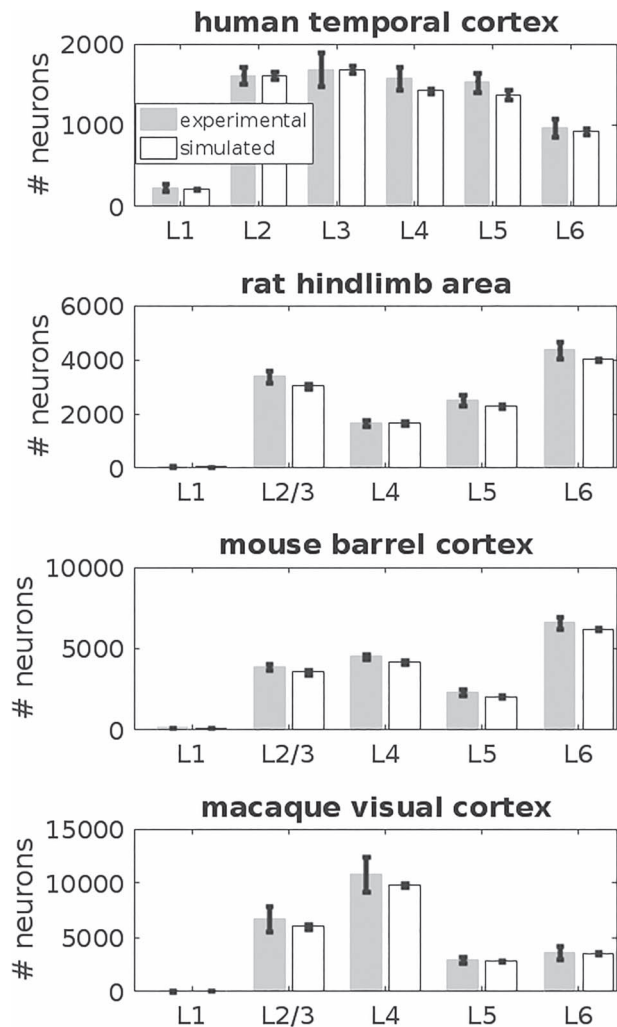 human temporal cortex
# neurons
2000
1000
0
experimental
simulated
L1 L2 L3 L4 L5 L6
rat hindlimb area
# neurons
6000
4000
2000
0
L1 L2/3 L4 L5 L6
mouse barrel cortex
# neurons
10000
5000
0
L1 L2/3 L4 L5 L6
macaque visual cortex
# neurons
15000
10000
5000
0
L1 L2/3 L4 L5 L6